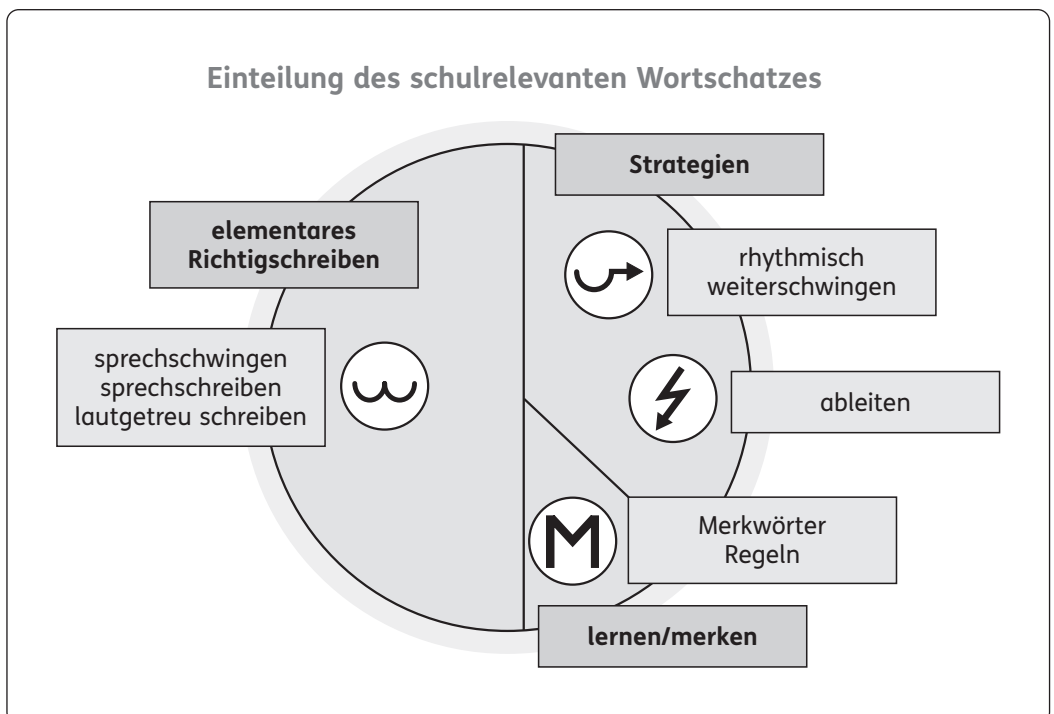 Einteilung des schulrelevanten Wortschatzes
elementares
Richtigschreiben
sprechschwingen
sprechschreiben
lautgetreu schreiben
Strategien
rhythmisch
weiterschwingen
ableiten
M
Merkwörter
Regeln
lernen/merken